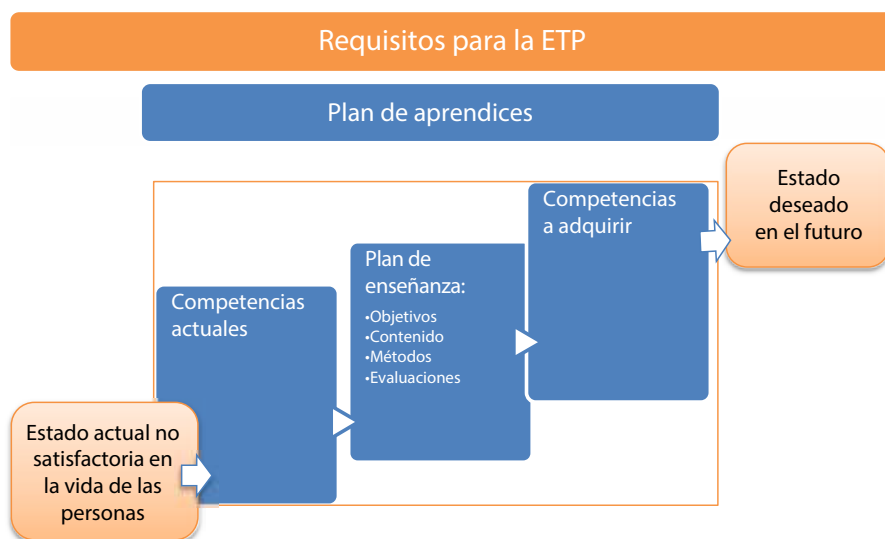 Requisitos para la ETP
Plan de aprendices
Estado actual no
satisfactoria en
la vida de las
personas
Competencias
actuales
Plan de
enseñanza:
•Objetivos
•Contenido
•Métodos
•Evaluaciones
Competencias
a adquirir
Estado
deseado
en el futuro